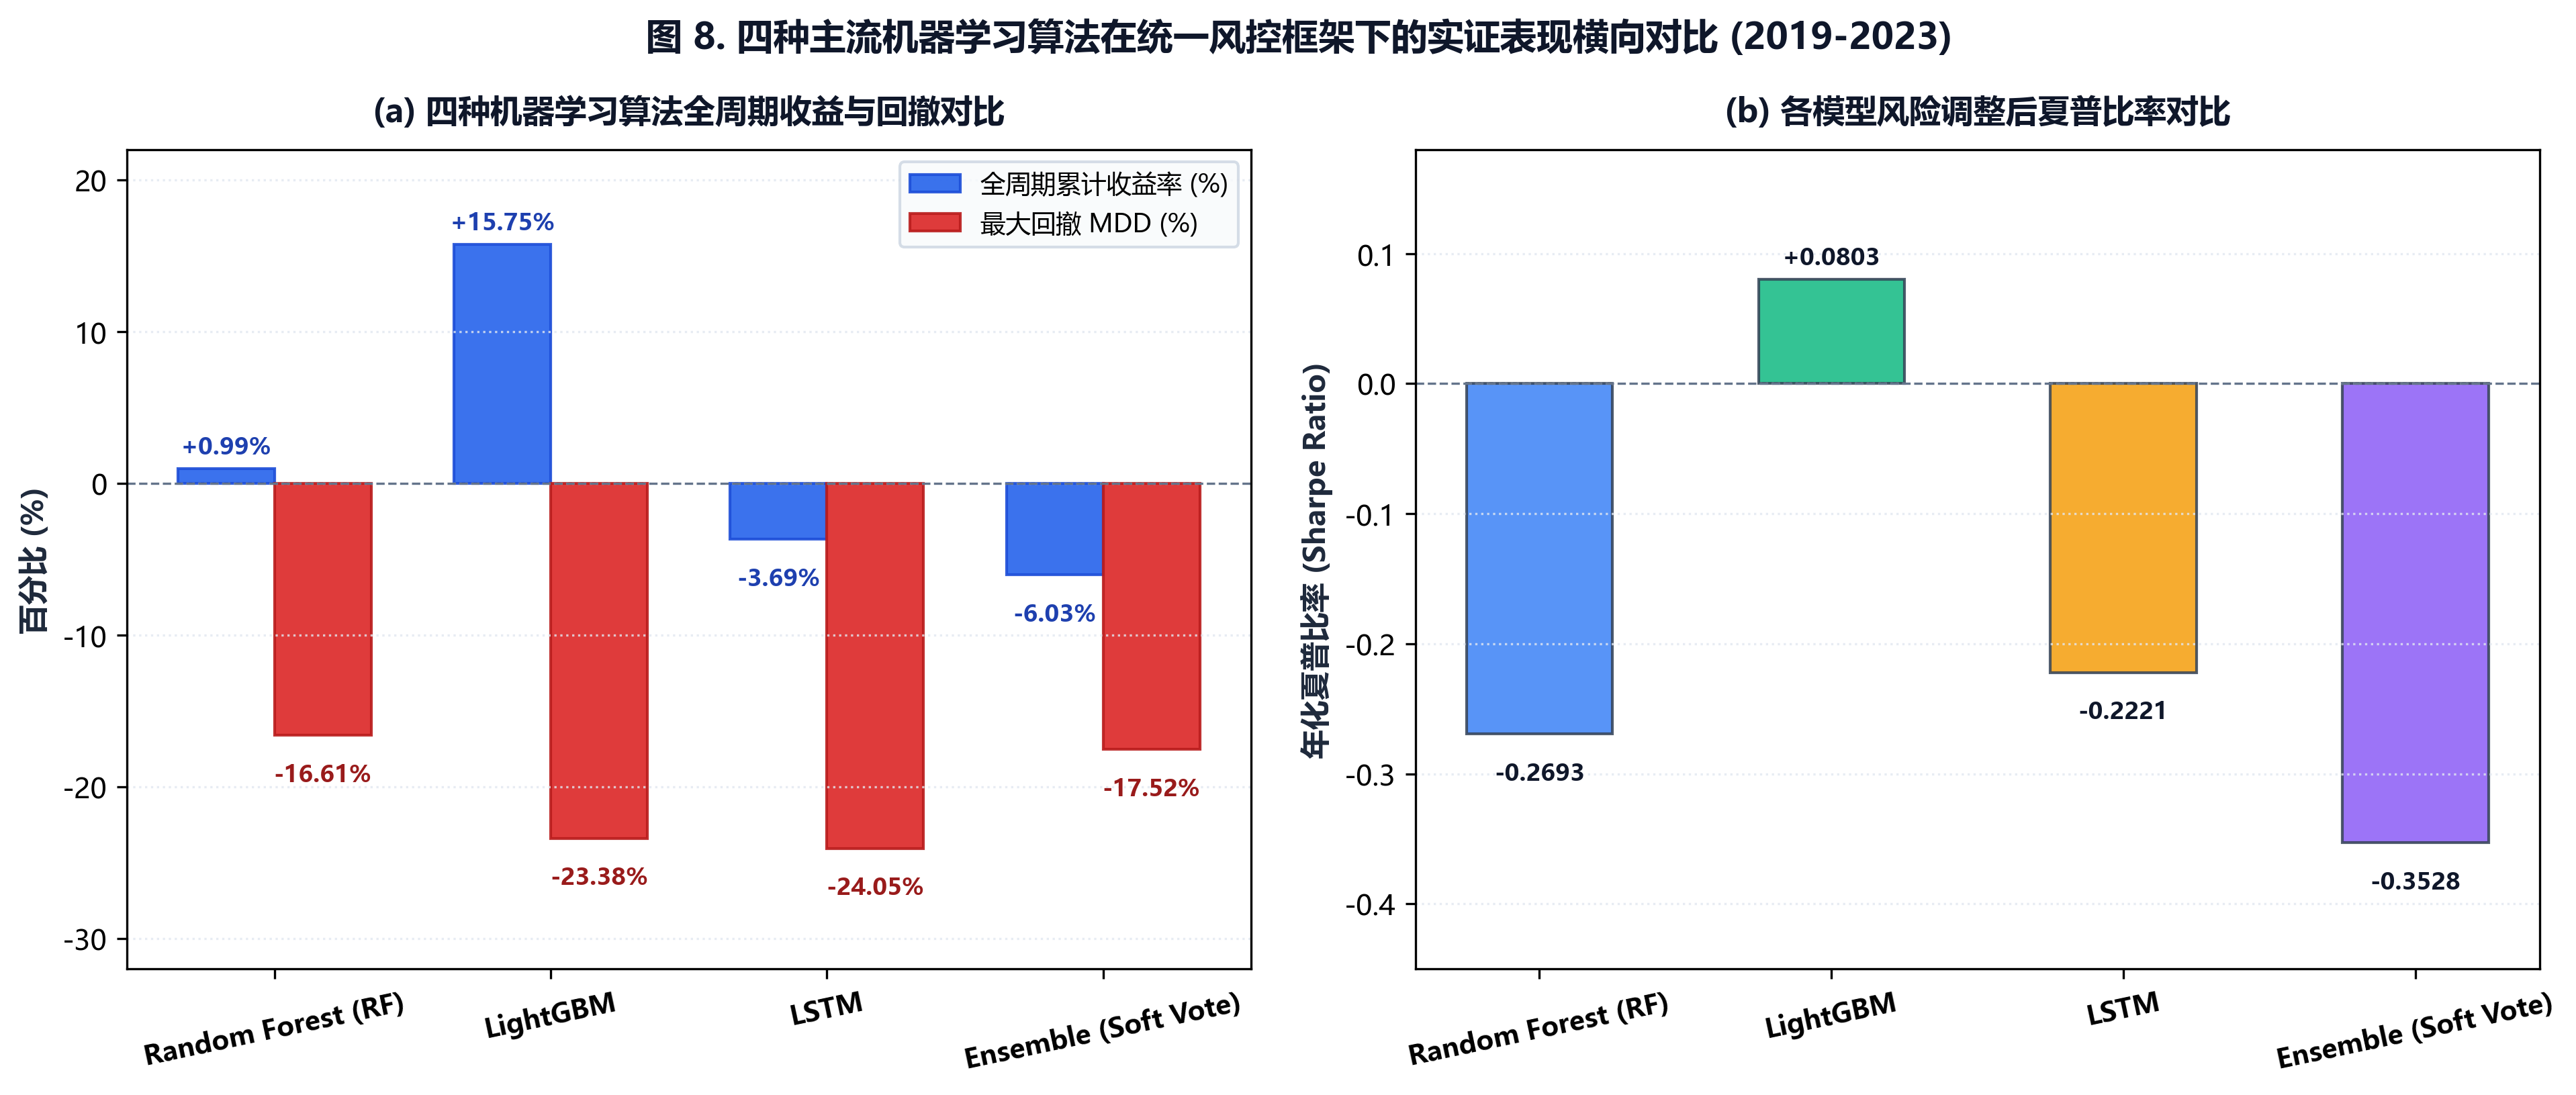 图 8. 四种主流机器学习算法在统一风控框架下的实证表现横向对比 (2019-2023)
(a) 四种机器学习算法全周期收益与回撤对比
百分比 (%)
20
10
0
-10
-20
-30
全周期累计收益率 (%)
最大回撤 MDD (%)
+0.99%
-16.61%
+15.75%
-23.38%
-3.69%
-24.05%
-6.03%
-17.52%
Random Forest (RF)
LightGBM
LSTM
Ensemble (Soft Vote)
(b) 各模型风险调整后夏普比率对比
年化夏普比率 (Sharpe Ratio)
0.1
0.0
-0.1
-0.2
-0.3
-0.4
-0.2693
+0.0803
-0.2221
-0.3528
Random Forest (RF)
LightGBM
LSTM
Ensemble (Soft Vote)